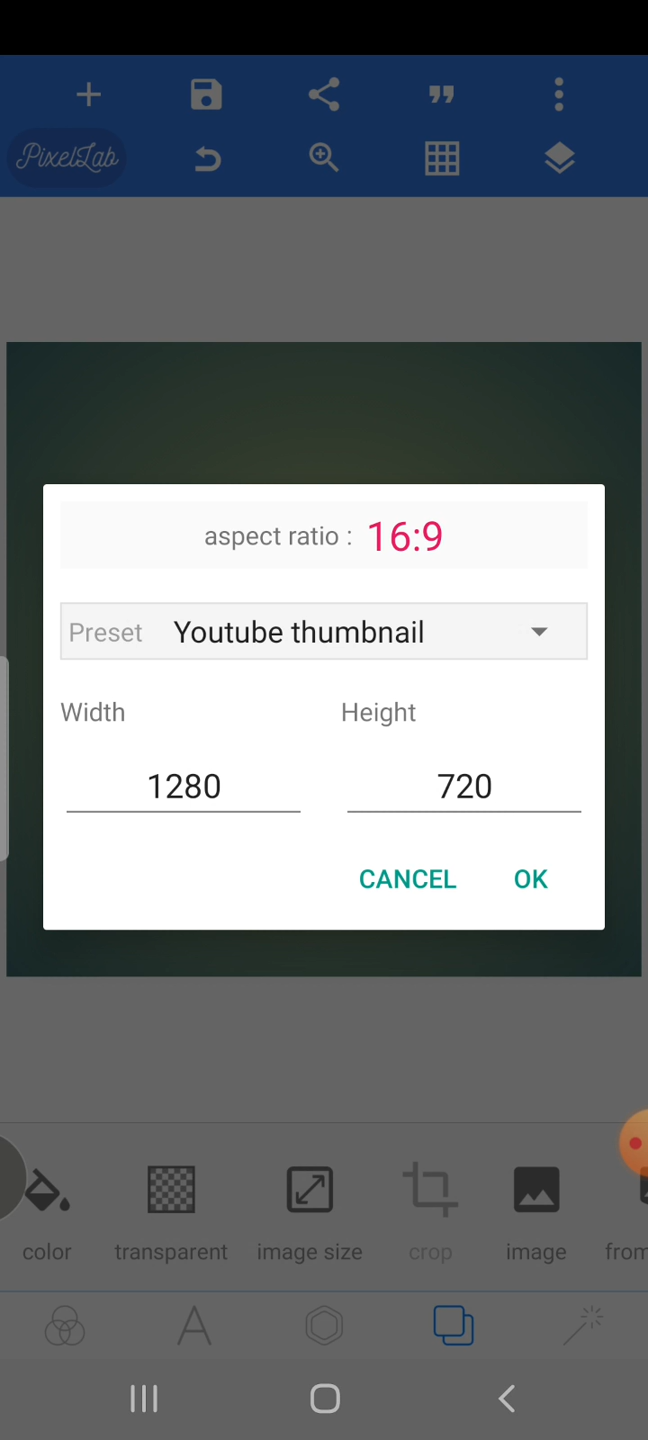 PixelLab
aspect ratio : 16:9
Preset Youtube thumbnail
Width Height
1280 720
CANCEL OK
color transparent image size crop image from